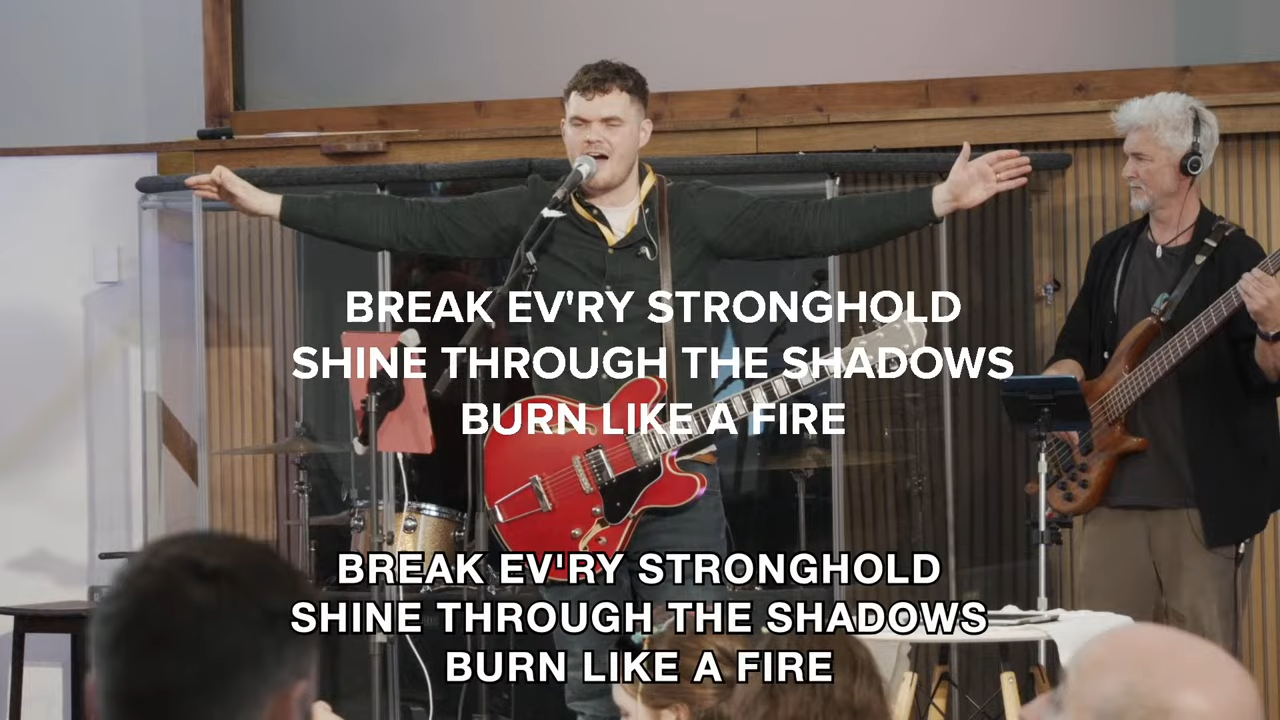 BREAK EV'RY STRONGHOLD
SHINE THROUGH THE SHADOWS
BURN LIKE A FIRE
BREAK EV'RY STRONGHOLD
SHINE THROUGH THE SHADOWS
BURN LIKE A FIRE